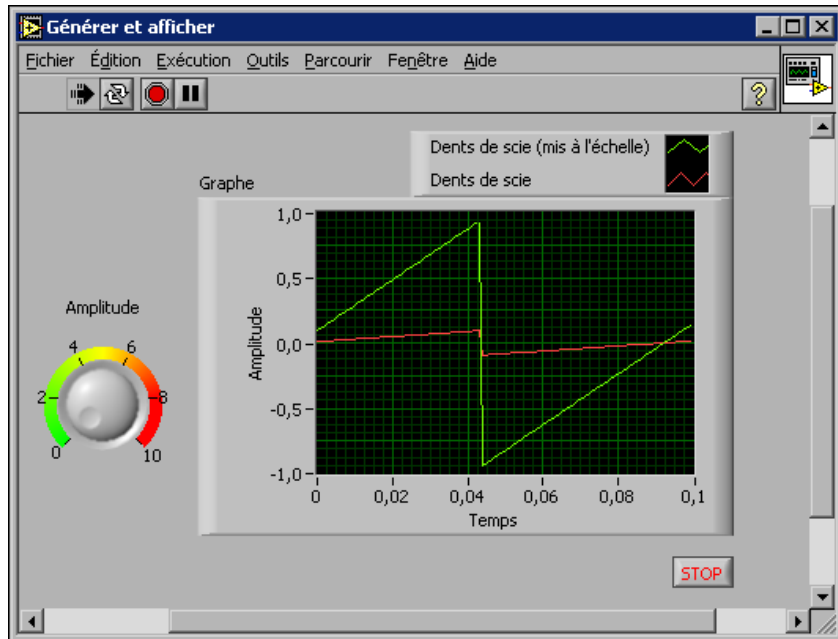 Générer et afficher
Fichier Édition Exécution Outils Parcourir Fenêtre Aide
Dents de scie (mis à l'échelle)
Dents de scie
Graphe
1,0
0,5
0,0
-0,5
-1,0
Amplitude
0 0,02 0,04 0,06 0,08 0,1
Temps
Amplitude
4 6
2 8
0 10
STOP